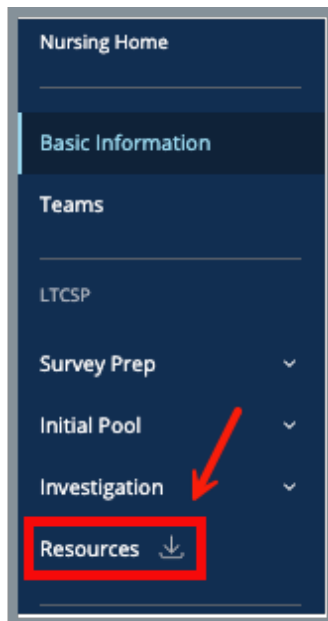 Nursing Home
Basic Information
Teams
LTCSP
Survey Prep
Initial Pool
Investigation
Resources